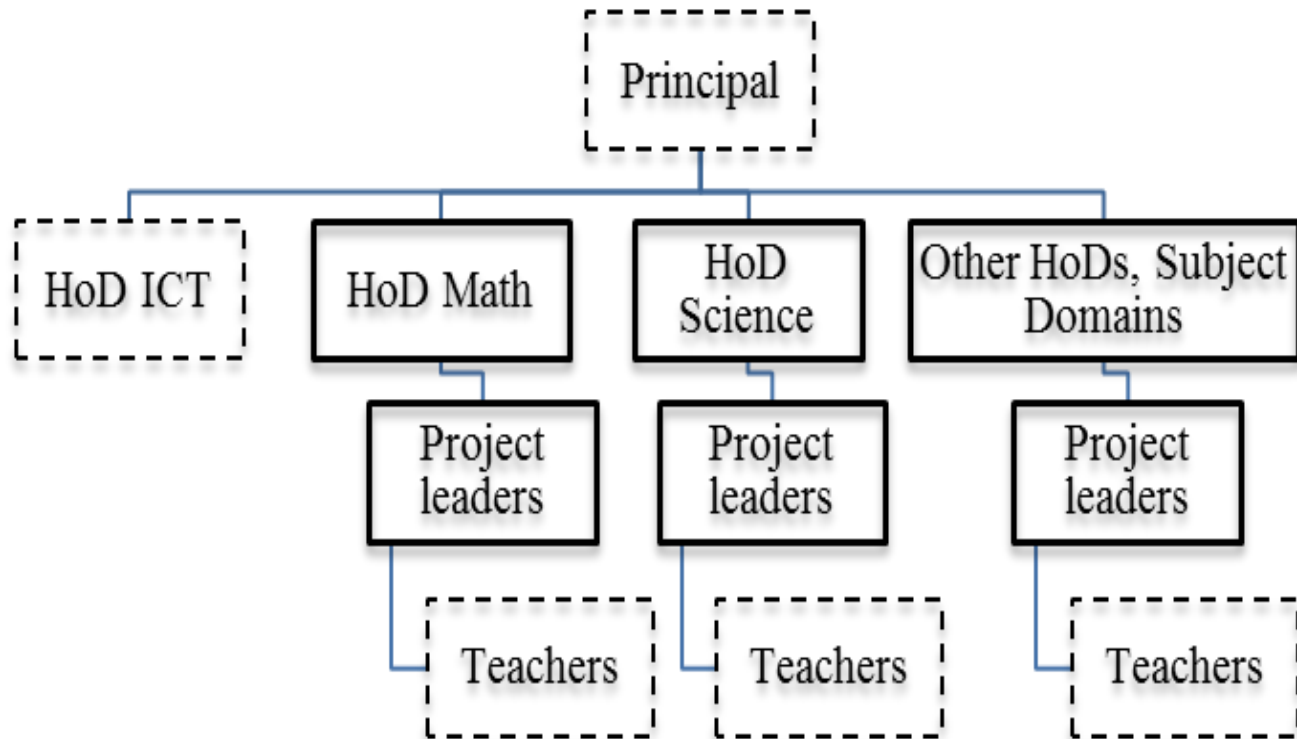 Principal
HoD ICT
HoD Math
HoD
Science
Other HoDs, Subject
Domains
Project
leaders
Project
leaders
Project
leaders
Teachers
Teachers
Teachers